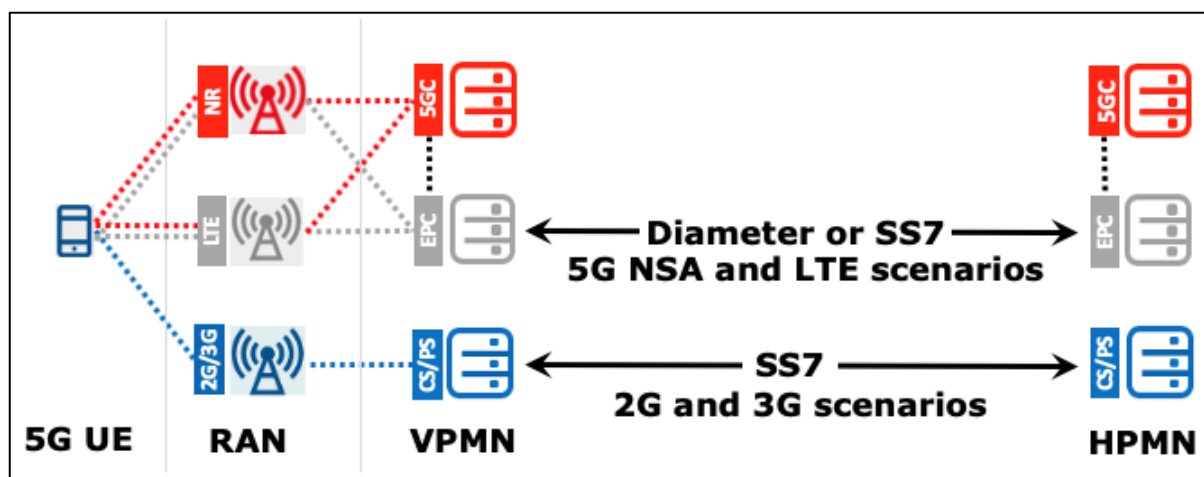 NR
5GC
5GC
LTE
EPC
Diameter or SS7
5G NSA and LTE scenarios
EPC
2G/3G
CS/PS
SS7
2G and 3G scenarios
CS/PS
5G UE
RAN
VPMN
HPMN